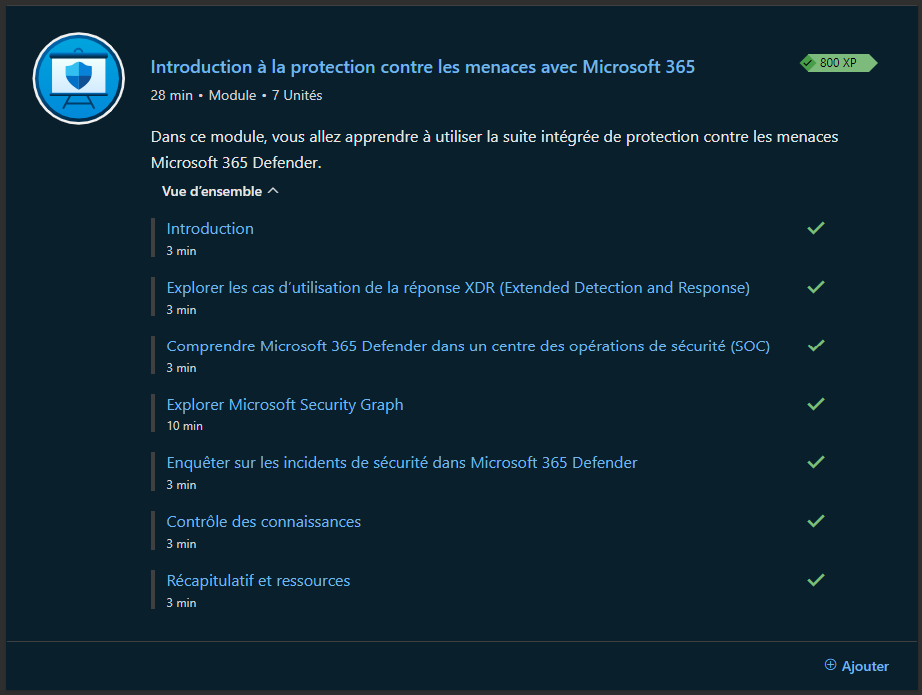 Introduction à la protection contre les menaces avec Microsoft 365
800 XP
28 min • Module • 7 Unités
Dans ce module, vous allez apprendre à utiliser la suite intégrée de protection contre les menaces
Microsoft 365 Defender.
Vue d’ensemble
Introduction
3 min
Explorer les cas d’utilisation de la réponse XDR (Extended Detection and Response)
3 min
Comprendre Microsoft 365 Defender dans un centre des opérations de sécurité (SOC)
3 min
Explorer Microsoft Security Graph
10 min
Enquêter sur les incidents de sécurité dans Microsoft 365 Defender
3 min
Contrôle des connaissances
3 min
Récapitulatif et ressources
3 min
Ajouter